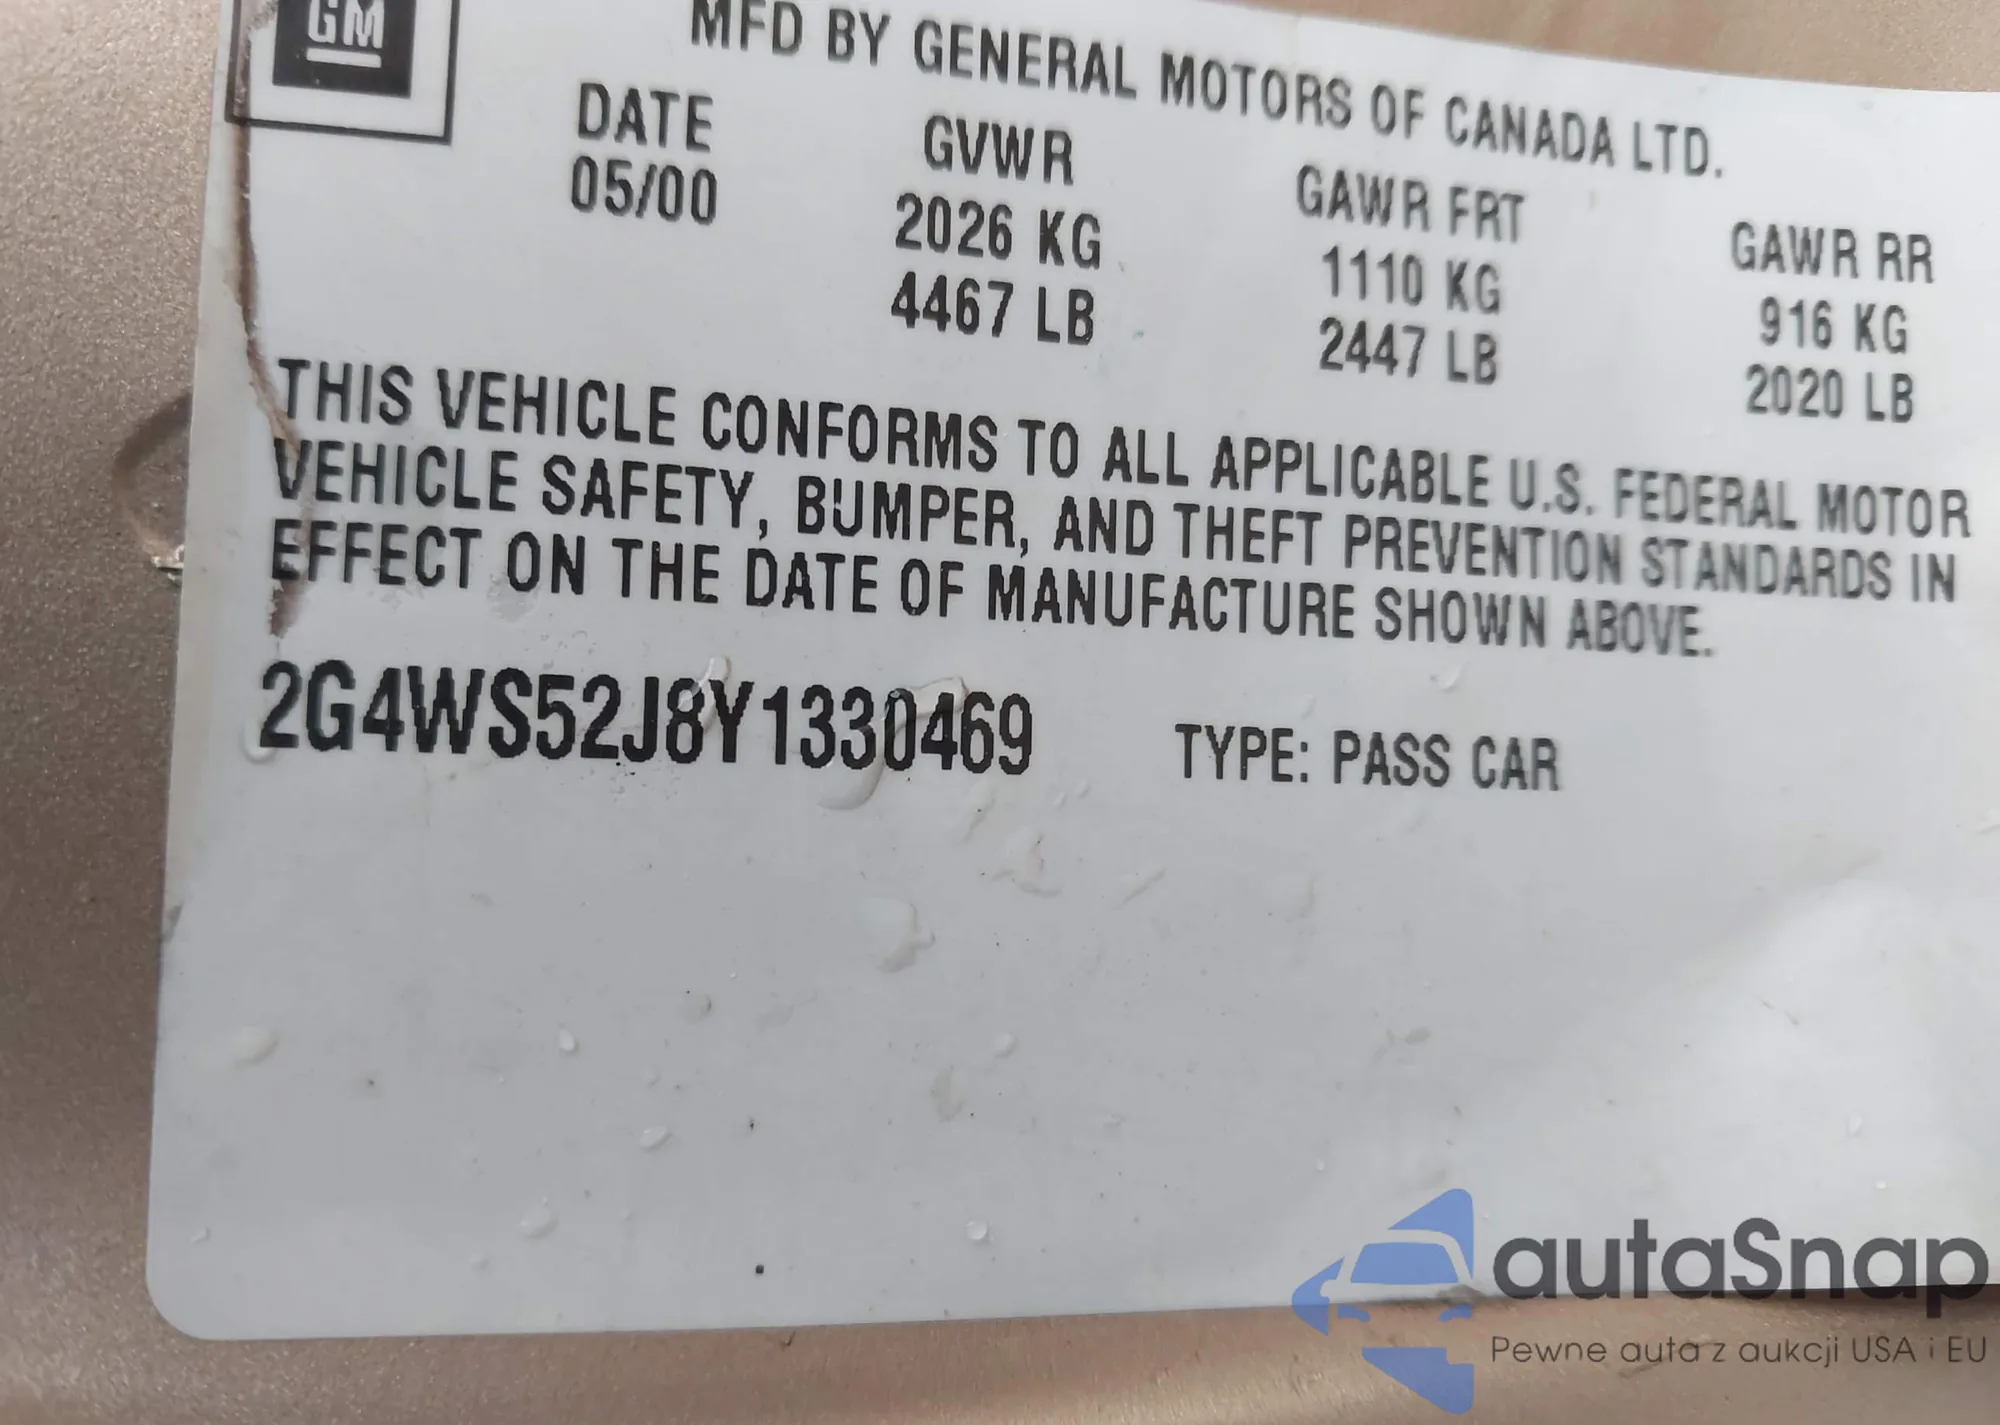 GM
MFD BY GENERAL MOTORS OF CANADA LTD.
DATE GVWR GAWR FRT GAWR RR
05/00 2026 KG 1110 KG 916 KG
4467 LB 2447 LB 2020 LB
THIS VEHICLE CONFORMS TO ALL APPLICABLE U.S. FEDERAL MOTOR
VEHICLE SAFETY, BUMPER, AND THEFT PREVENTION STANDARDS IN
EFFECT ON THE DATE OF MANUFACTURE SHOWN ABOVE.
2G4WS52J8Y1330469 TYPE: PASS CAR
autaSnap
Pewne auta z aukcji USA i EU